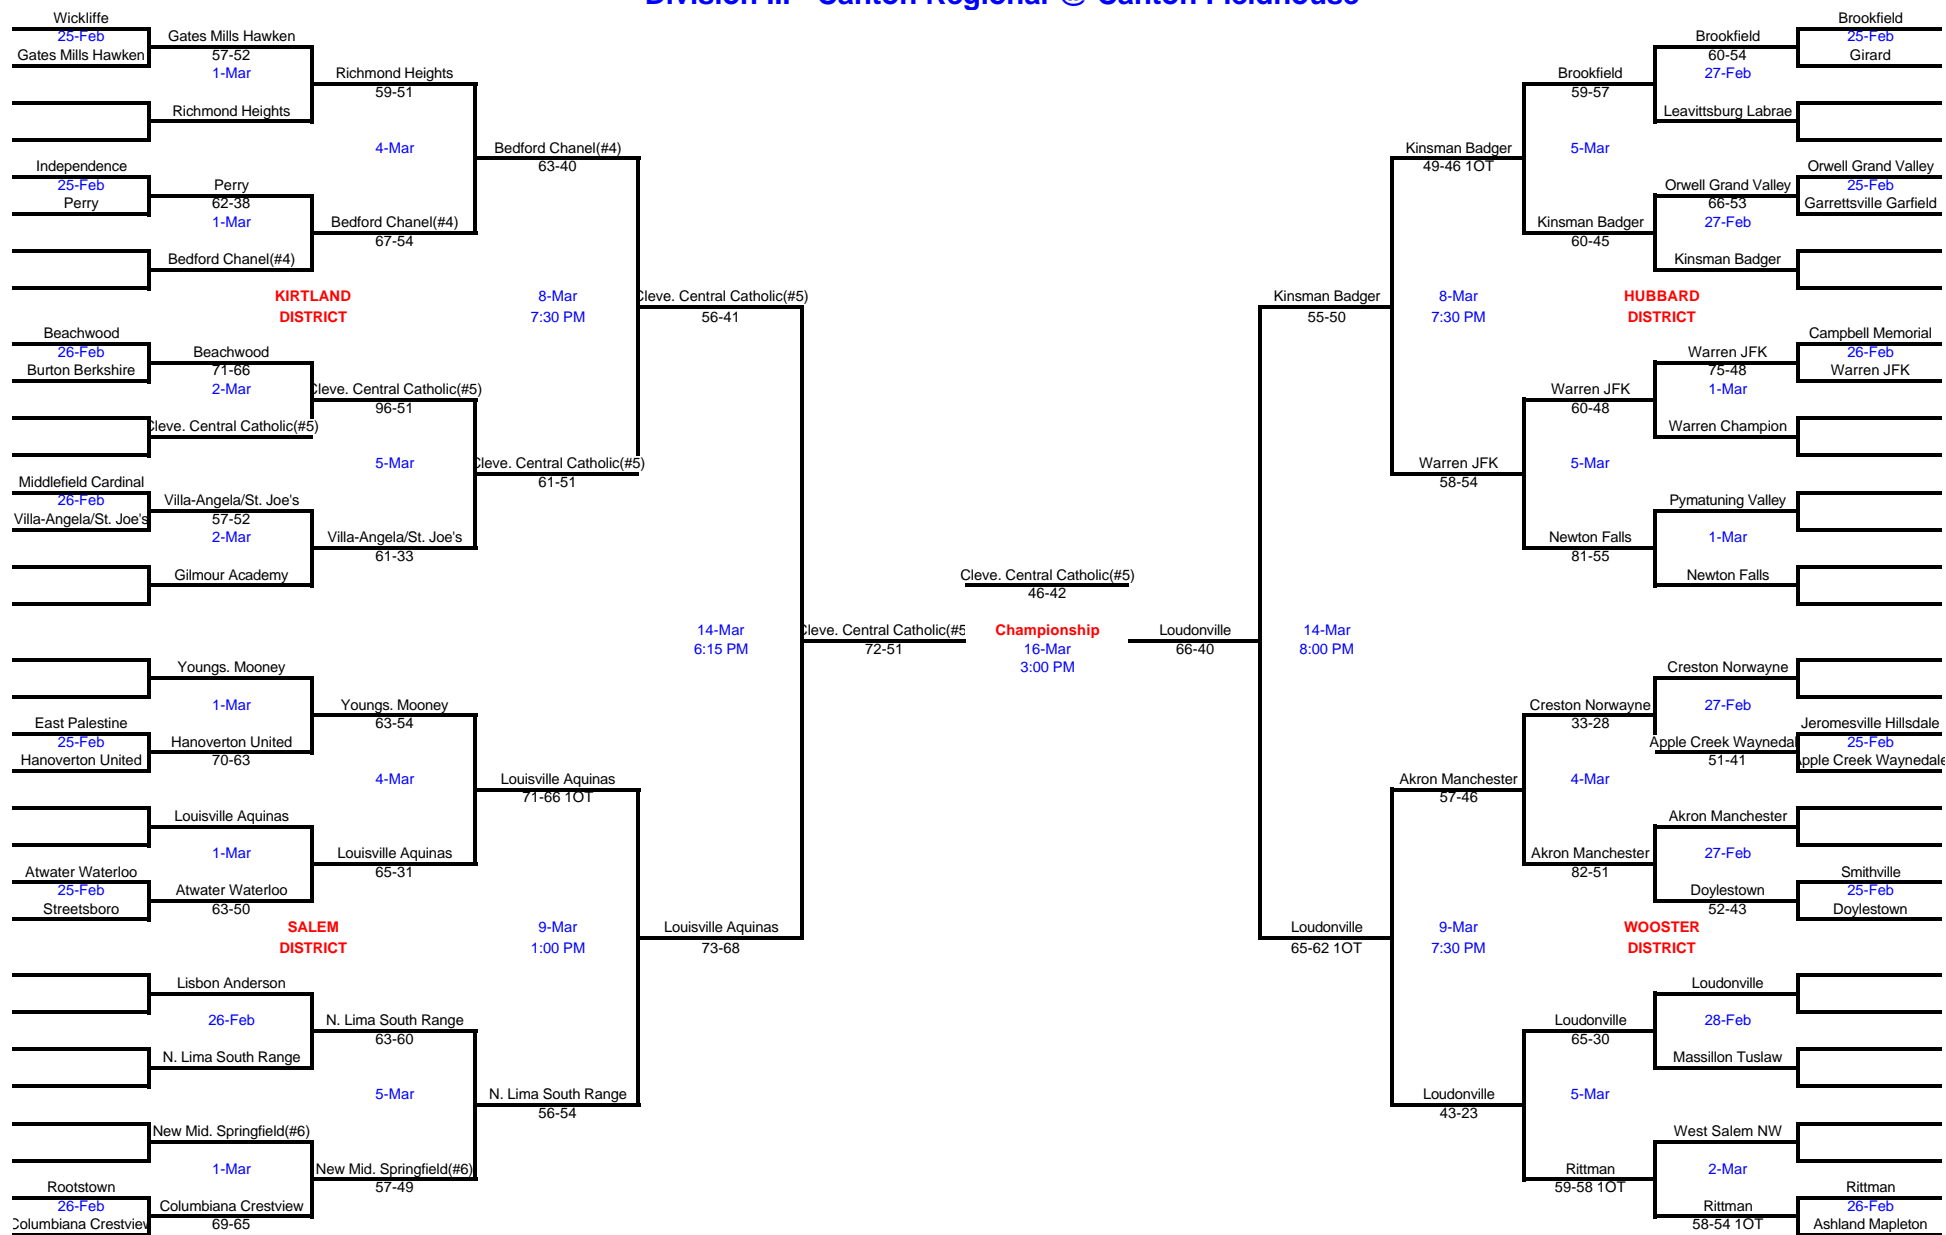 Division III - Canton Regional @ Canton Fieldhouse
Wickliffe
25-Feb
Gates Mills Hawken
Gates Mills Hawken
57-52
1-Mar
Richmond Heights
Richmond Heights
59-51
4-Mar
Independence
25-Feb
Perry
Perry
62-38
1-Mar
Bedford Chanel(#4)
Bedford Chanel(#4)
67-54
Bedford Chanel(#4)
63-40
KIRTLAND
DISTRICT
8-Mar
7:30 PM
Cleve. Central Catholic(#5)
56-41
Beachwood
26-Feb
Burton Berkshire
Beachwood
71-66
2-Mar
Cleve. Central Catholic(#5)
Cleve. Central Catholic(#5)
96-51
5-Mar
Cleve. Central Catholic(#5)
61-51
Middlefield Cardinal
26-Feb
Villa-Angela/St. Joe's
Villa-Angela/St. Joe's
57-52
2-Mar
Gilmour Academy
Villa-Angela/St. Joe's
61-33
14-Mar
6:15 PM
Cleve. Central Catholic(#5
72-51
Youngs. Mooney
1-Mar
East Palestine
25-Feb
Hanoverton United
Hanoverton United
70-63
Youngs. Mooney
63-54
4-Mar
Louisville Aquinas
71-66 1OT
Louisville Aquinas
1-Mar
Louisville Aquinas
65-31
Atwater Waterloo
25-Feb
Streetsboro
Atwater Waterloo
63-50
SALEM
DISTRICT
9-Mar
1:00 PM
Louisville Aquinas
73-68
Lisbon Anderson
26-Feb
N. Lima South Range
N. Lima South Range
63-60
5-Mar
N. Lima South Range
56-54
New Mid. Springfield(#6)
1-Mar
New Mid. Springfield(#6)
57-49
Rootstown
26-Feb
Columbiana Crestview
Columbiana Crestview
69-65
Cleve. Central Catholic(#5)
46-42
Championship
16-Mar
3:00 PM
Loudonville
66-40
14-Mar
8:00 PM
Brookfield
25-Feb
Girard
Brookfield
60-54
27-Feb
Leavittsburg Labrae
Brookfield
59-57
5-Mar
Kinsman Badger
49-46 1OT
Orwell Grand Valley
25-Feb
Garrettsville Garfield
Orwell Grand Valley
66-53
27-Feb
Kinsman Badger
Kinsman Badger
60-45
Kinsman Badger
55-50
8-Mar
7:30 PM
HUBBARD
DISTRICT
Campbell Memorial
26-Feb
Warren JFK
Warren JFK
75-48
1-Mar
Warren Champion
Warren JFK
60-48
5-Mar
Warren JFK
58-54
Pymatuning Valley
1-Mar
Newton Falls
Newton Falls
81-55
Creston Norwayne
27-Feb
Jeromesville Hillsdale
25-Feb
Apple Creek Waynedale
Apple Creek Waynedal
51-41
Creston Norwayne
33-28
4-Mar
Akron Manchester
57-46
Akron Manchester
27-Feb
Smithville
25-Feb
Doylestown
Doylestown
52-43
Akron Manchester
82-51
Loudonville
65-62 1OT
9-Mar
7:30 PM
WOOSTER
DISTRICT
Loudonville
28-Feb
Massillon Tuslaw
Loudonville
65-30
5-Mar
Loudonville
43-23
West Salem NW
2-Mar
Rittman
59-58 1OT
Rittman
26-Feb
Ashland Mapleton
Rittman
58-54 1OT